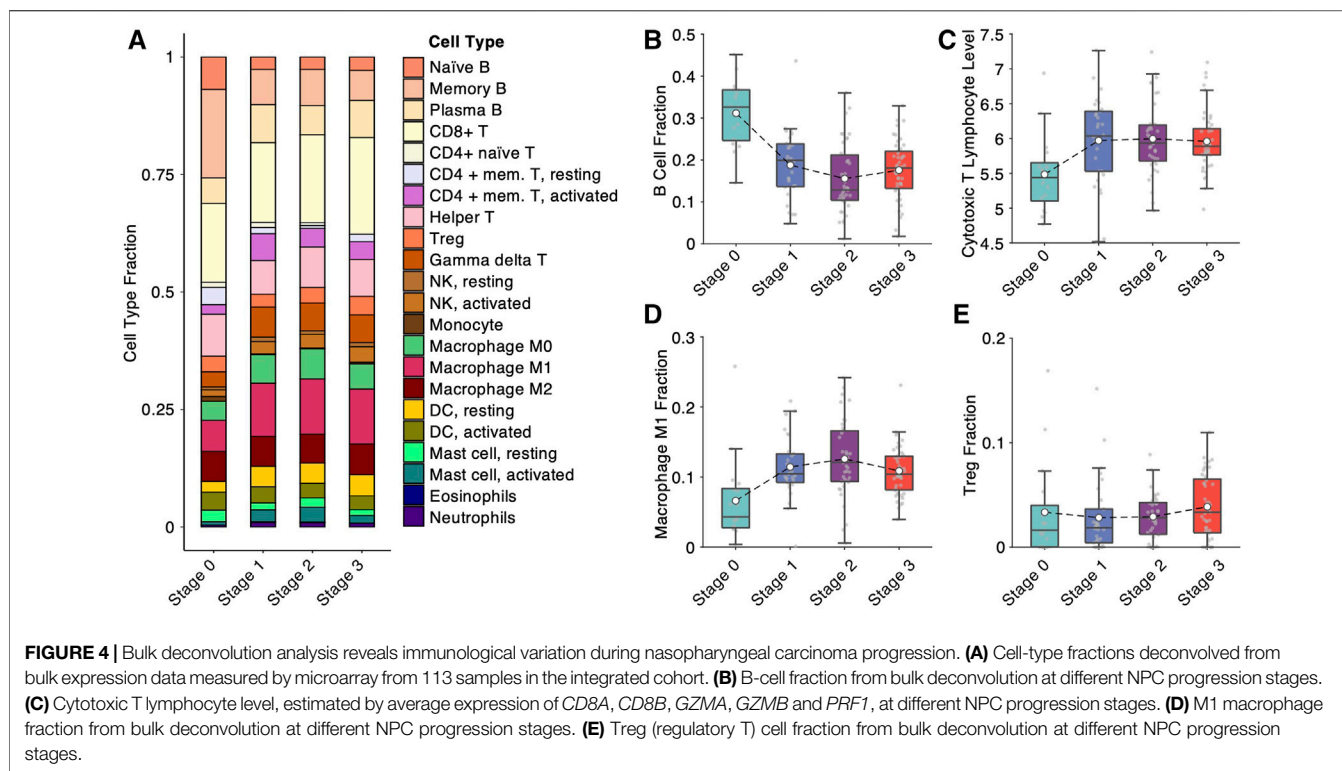 A
Cell Type Fraction
1
0.75
0.5
0.25
0
Stage 0
Stage 1
Stage 2
Stage 3
Cell Type
Naïve B
Memory B
Plasma B
CD8+ T
CD4+ naïve T
CD4 + mem. T, resting
CD4 + mem. T, activated
Helper T
Treg
Gamma delta T
NK, resting
NK, activated
Monocyte
Macrophage M0
Macrophage M1
Macrophage M2
DC, resting
DC, activated
Mast cell, resting
Mast cell, activated
Eosinophils
Neutrophils
B
B Cell Fraction
0.5
0.4
0.3
0.2
0.1
0
Stage 0
Stage 1
Stage 2
Stage 3
C
Cytotoxic T Lymphocyte Level
7.5
7
6.5
6
5.5
5
4.5
Stage 0
Stage 1
Stage 2
Stage 3
D
Macrophage M1 Fraction
0.3
0.2
0.1
0
Stage 0
Stage 1
Stage 2
Stage 3
E
Treg Fraction
0.2
0.1
0
Stage 0
Stage 1
Stage 2
Stage 3
FIGURE 4 | Bulk deconvolution analysis reveals immunological variation during nasopharyngeal carcinoma progression. (A) Cell-type fractions deconvolved from
bulk expression data measured by microarray from 113 samples in the integrated cohort. (B) B-cell fraction from bulk deconvolution at different NPC progression stages.
(C) Cytotoxic T lymphocyte level, estimated by average expression of CD8A, CD8B, GZMA, GZMB and PRF1, at different NPC progression stages. (D) M1 macrophage
fraction from bulk deconvolution at different NPC progression stages. (E) Treg (regulatory T) cell fraction from bulk deconvolution at different NPC progression
stages.